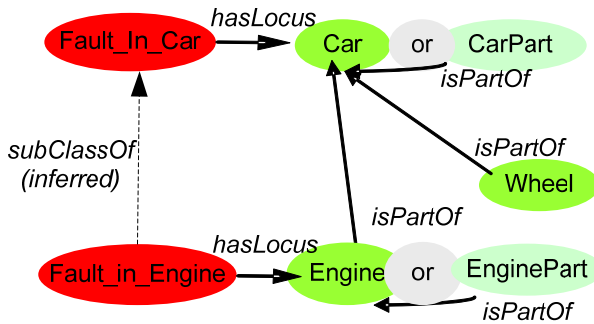 hasLocus
Fault_In_Car
Car
or
CarPart
isPartOf
subClassOf
(inferred)
isPartOf
Wheel
isPartOf
hasLocus
Fault_in_Engine
Engine
or
EnginePart
isPartOf